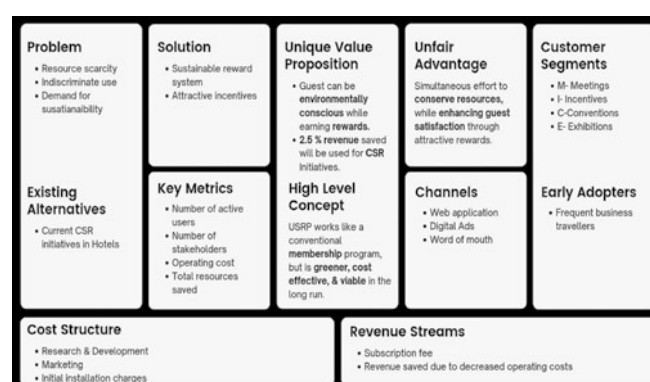 Problem
• Resource scarcity
• Indiscriminate use
• Demand for
susatianaibility
Existing
Alternatives
• Current CSR
initiatives in Hotels
Solution
• Sustainable reward
system
• Attractive incentives
Key Metrics
• Number of active
users
• Number of
stakeholders
• Operating cost
• Total resources
saved
Unique Value
Proposition
• Guest can be
environmentally
conscious while
earning rewards.
• 2.5 % revenue saved
will be used for CSR
Initiatives.
High Level
Concept
USRP works like a
conventional
membership program,
but is greener, cost
effective, & viable in the
long run.
Unfair
Advantage
Simultaneous effort to
conserve resources,
while enhancing guest
satisfaction through
attractive rewards.
Channels
• Web application
• Digital Ads
• Word of mouth
Customer
Segments
• M- Meetings
• I- Incentives
• C-Conventions
• E- Exhibitions
Early Adopters
• Frequent business
travellers
Cost Structure
• Research & Development
• Marketing
• Initial installation charges
Revenue Streams
• Subscription fee
• Revenue saved due to decreased operating costs